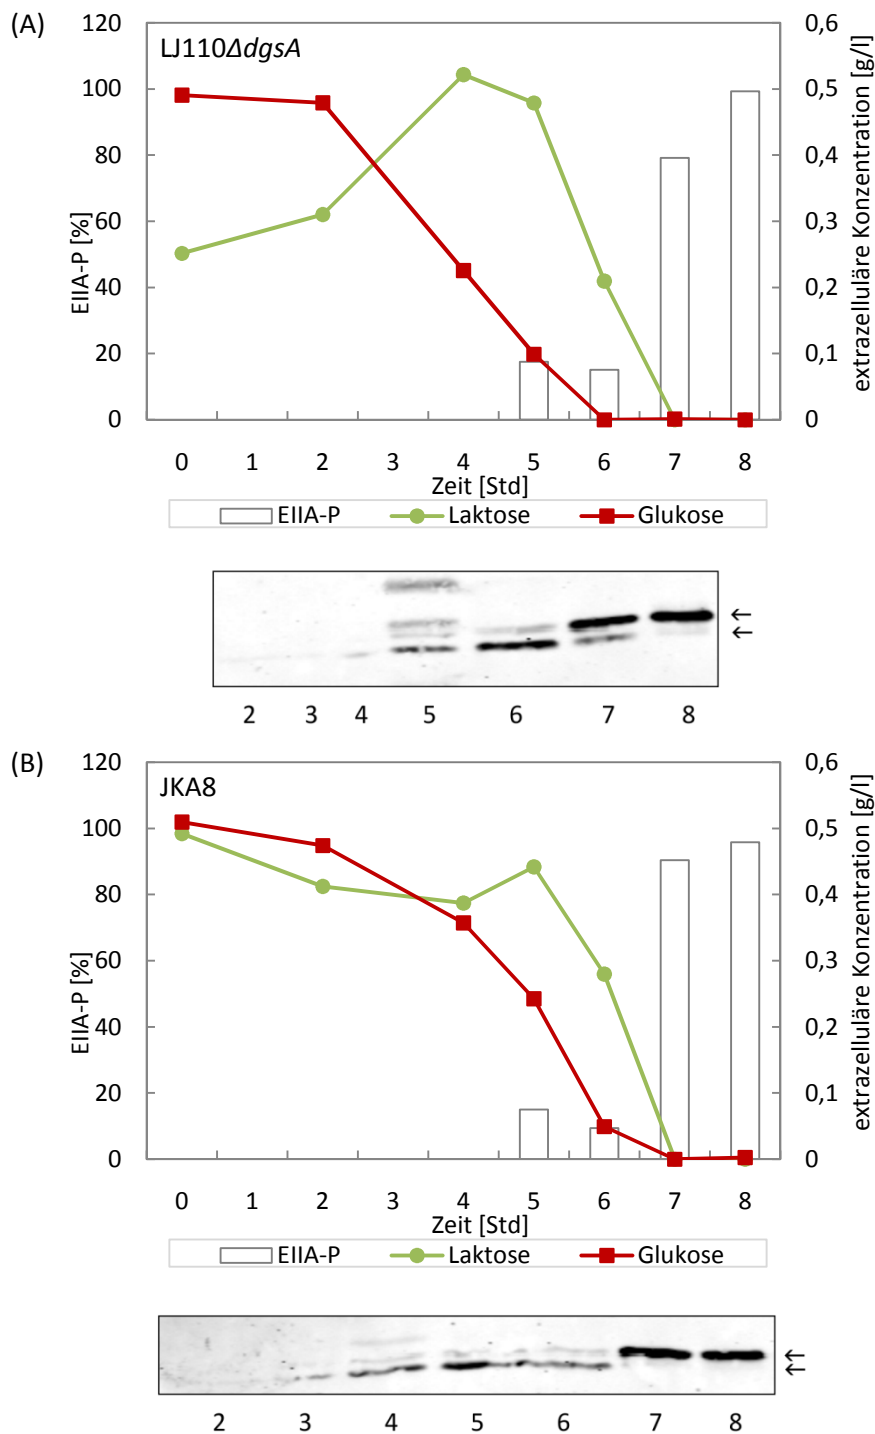 (A)
LJ110ΔdgsA
120
100
80
60
40
20
0
EIIA-P [%]
0,6
0,5
0,4
0,3
0,2
0,1
0
extrazelluläre Konzentration [g/l]
0 1 2 3 4 5 6 7 8
Zeit [Std]
EIIA-P Laktose Glukose
↑↑
↑↑
2 3 4 5 6 7 8
(B)
JKA8
120
100
80
60
40
20
0
EIIA-P [%]
0,6
0,5
0,4
0,3
0,2
0,1
0
extrazelluläre Konzentration [g/l]
0 1 2 3 4 5 6 7 8
Zeit [Std]
EIIA-P Laktose Glukose
↑↑
↑↑
2 3 4 5 6 7 8